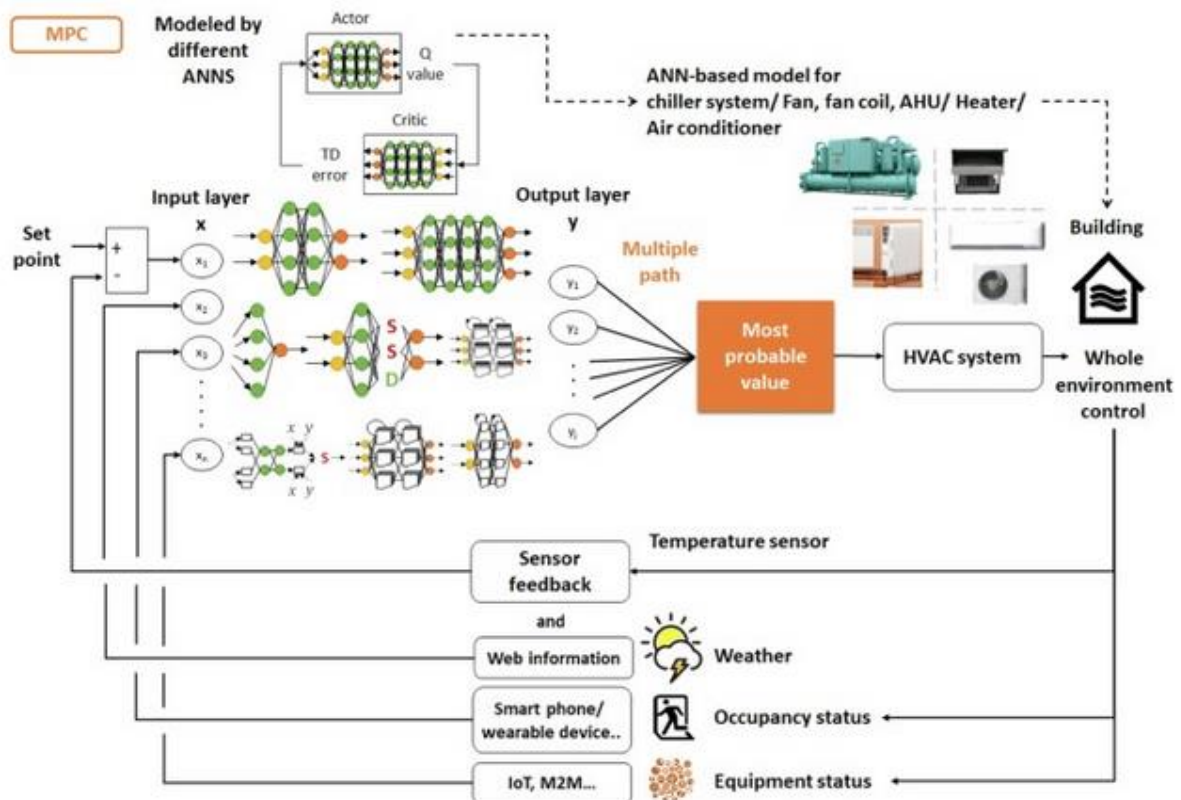 MPC
Modeled by
different
ANNS
Actor
Q
value
Critic
TD
error
ANN-based model for
chiller system/ Fan, fan coil, AHU/ Heater/
Air conditioner
Input layer
x
Output layer
y
Set
point
+
-
x1
x2
x3
xn
S
S
D
x y
S
x y
y1
y2
yj
Multiple
path
Most
probable
value
HVAC system
Building
Whole
environment
control
Temperature sensor
Sensor
feedback
and
Web information
Weather
Smart phone/
wearable device..
Occupancy status
IoT, M2M...
Equipment status